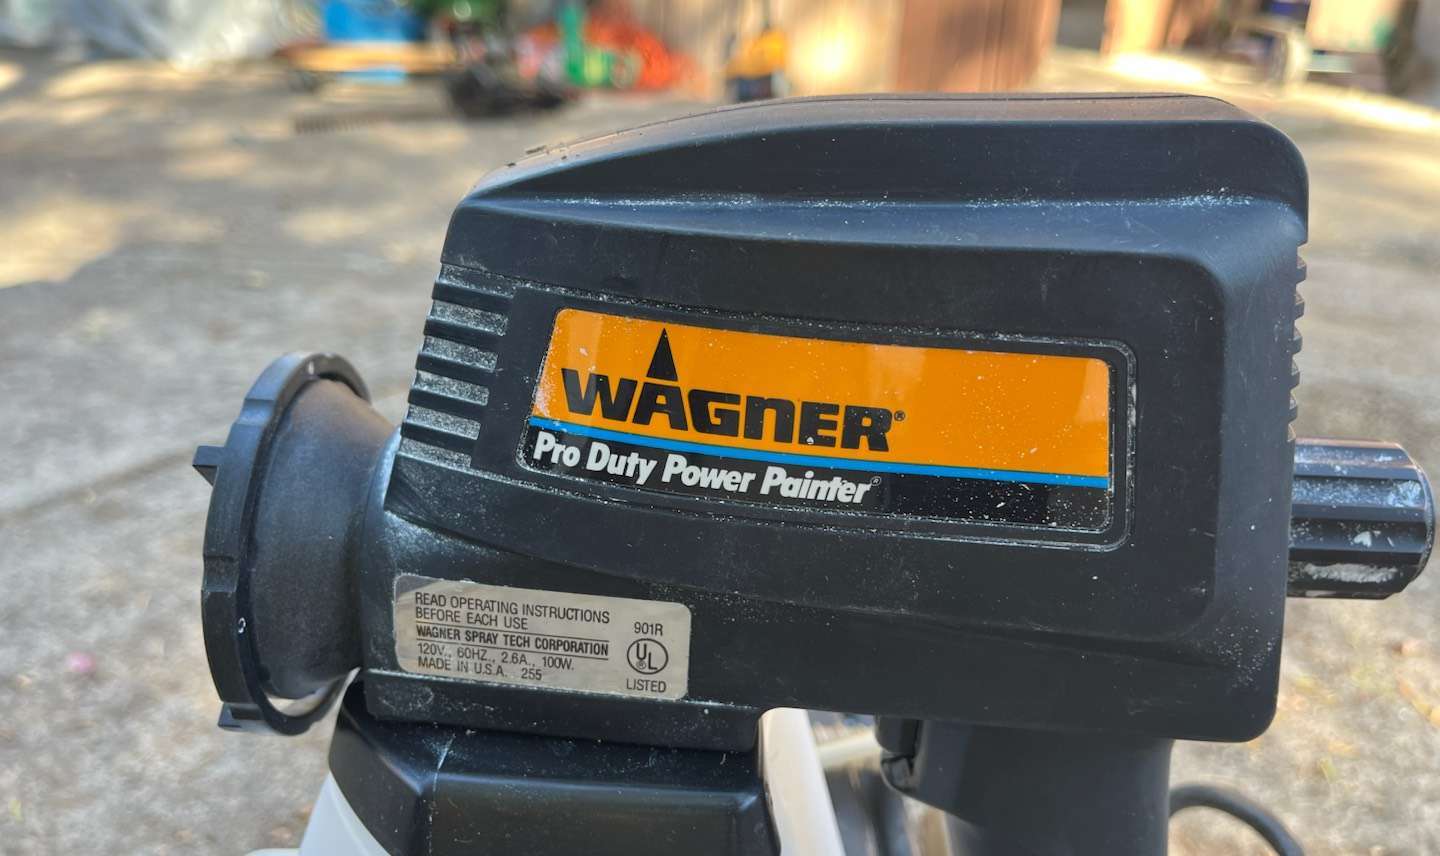 WAGNER®
Pro Duty Power Painter®
READ OPERATING INSTRUCTIONS
BEFORE EACH USE
901R
WAGNER SPRAY TECH CORPORATION
120V., 60HZ., 2.6A., 100W.
MADE IN U.S.A. 255
UL®
LISTED